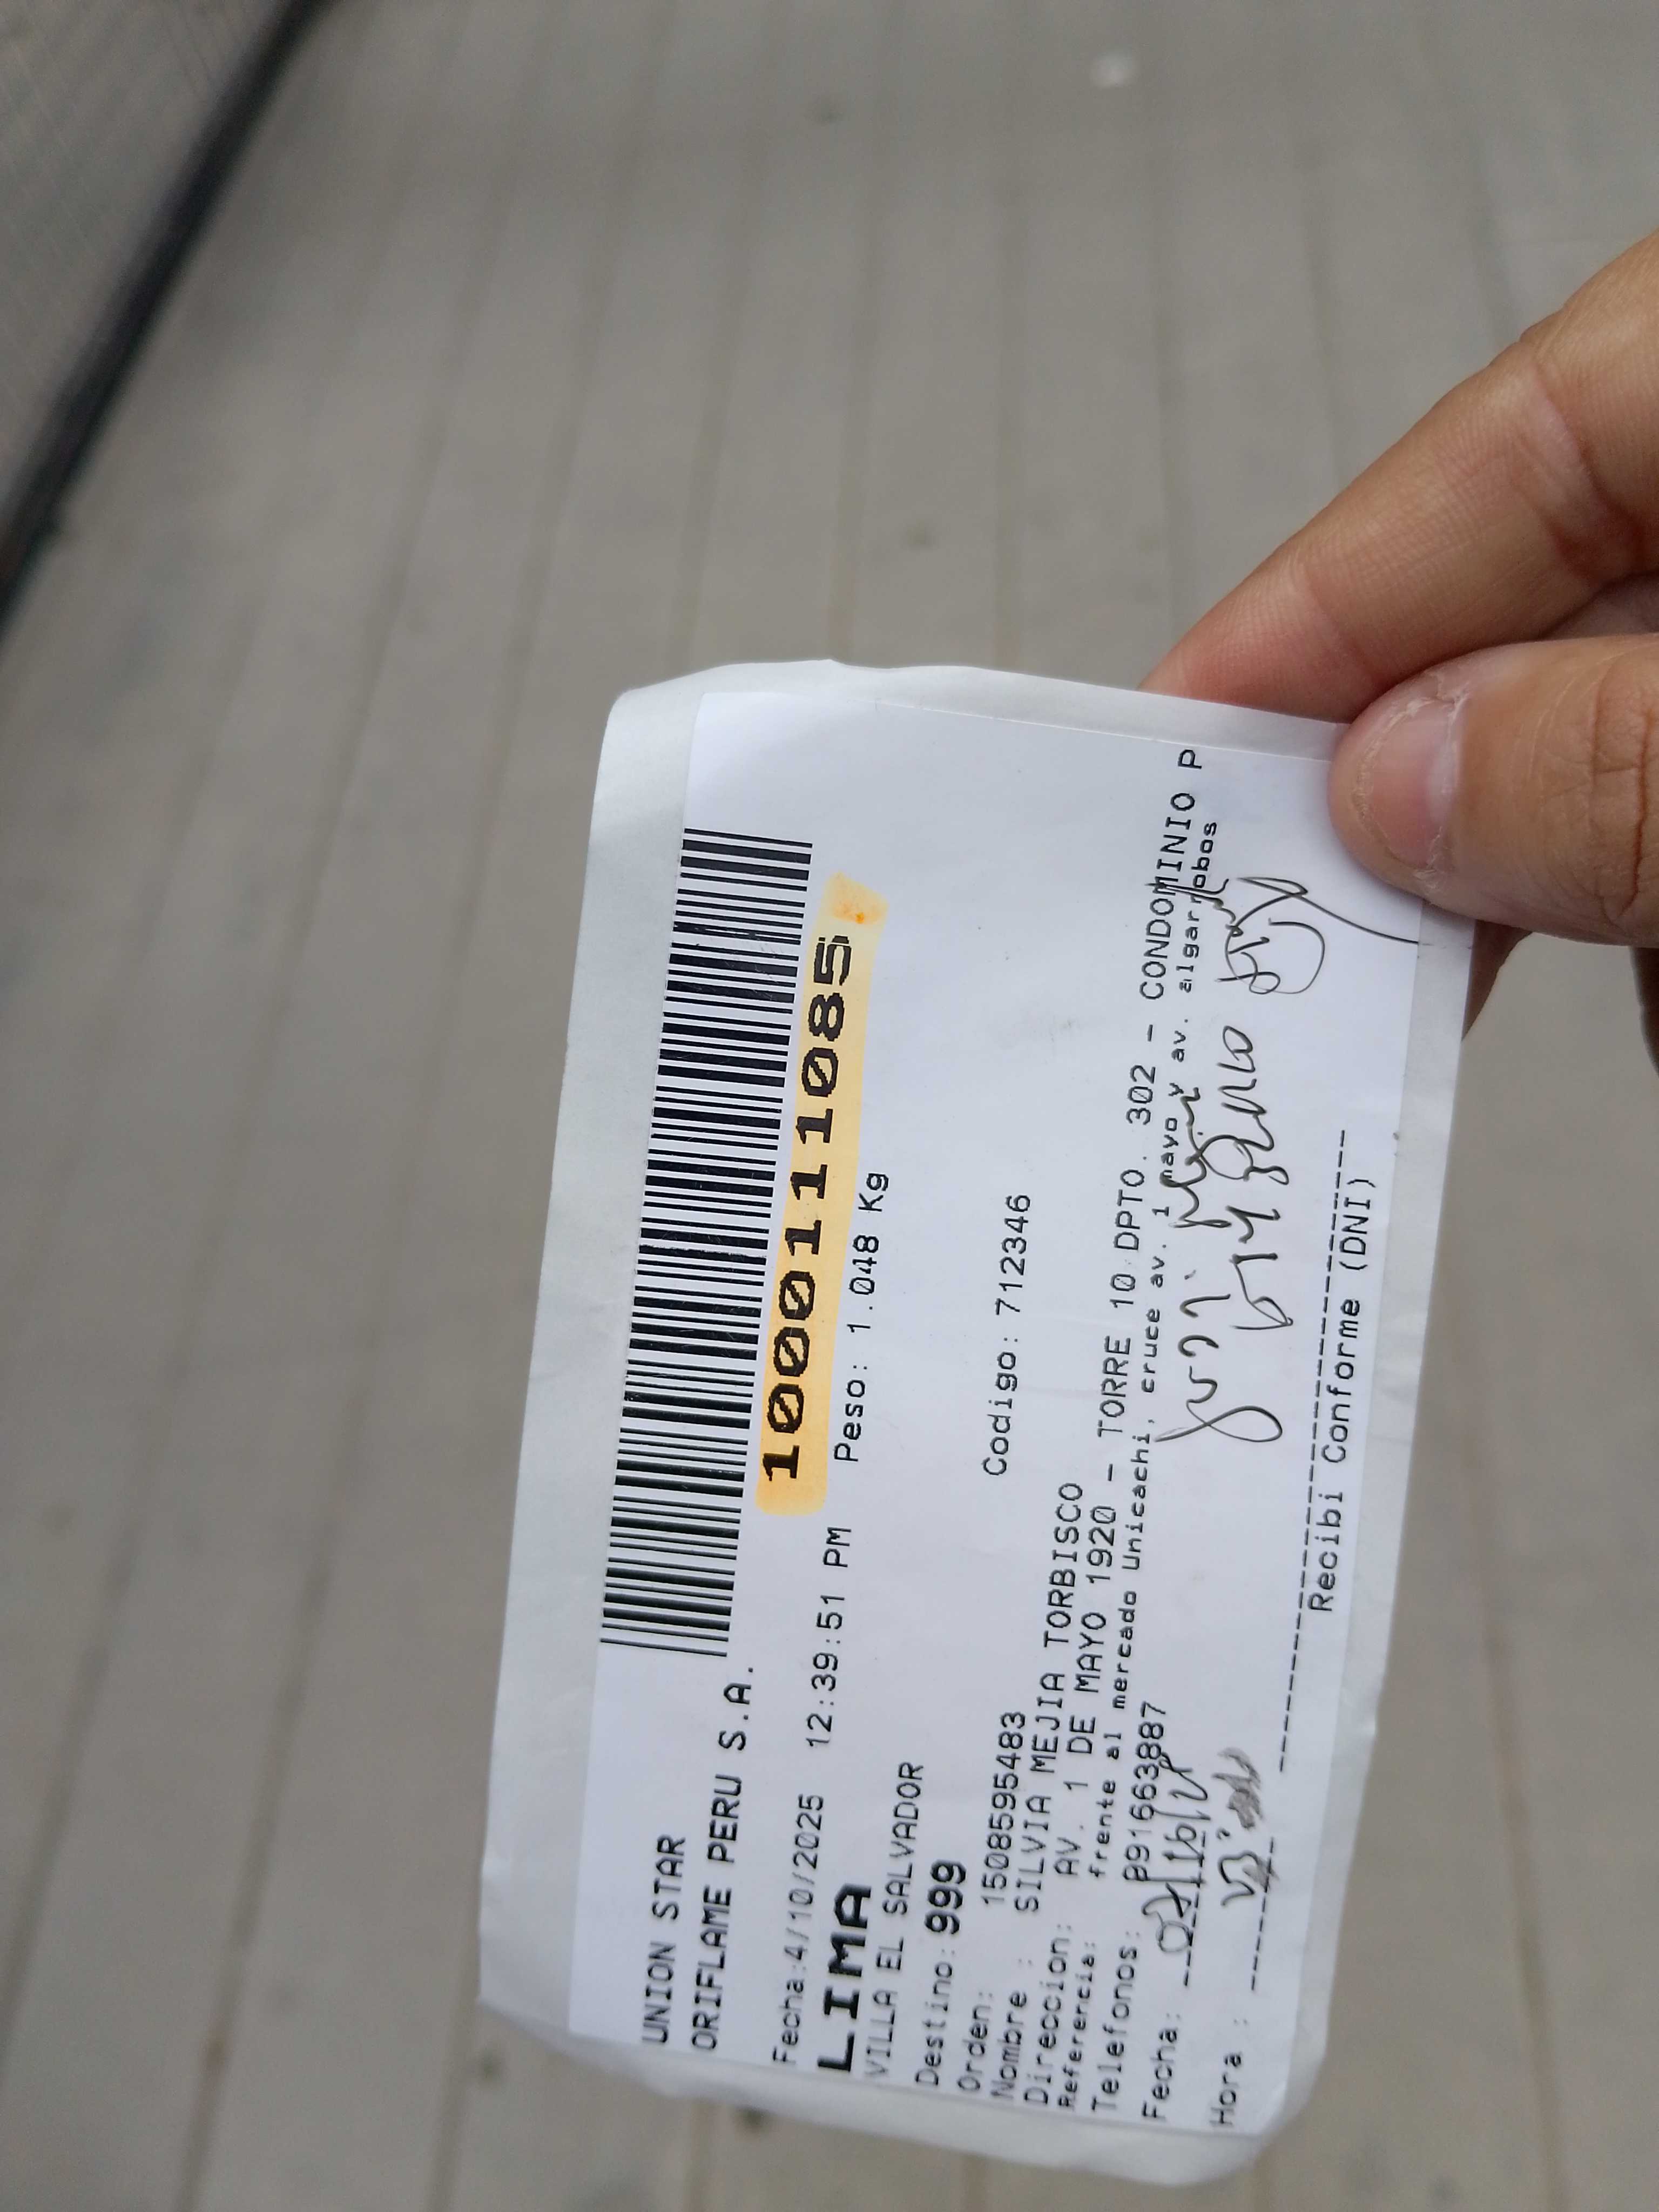 UNION STAR
ORIFLAME PERU S.A.
1000111085
Fecha:4/10/2025 12:39:51 PM Peso: 1.048 Kg
LIMA
VILLA EL SALVADOR
Destino:999
Orden: 1508595483 Codigo: 712346
Nombre : SILVIA MEJIA TORBISCO
Direccion: AV. 1 DE MAYO 1920 - TORRE 10 DPTO. 302 - CONDOMINIO P
Referencia: frente al mercado Unicachi, cruce av. 1 mayo y av. algarrobos
Telefonos: P991663887
Fecha:
Hora :
Recibi Conforme (DNI)